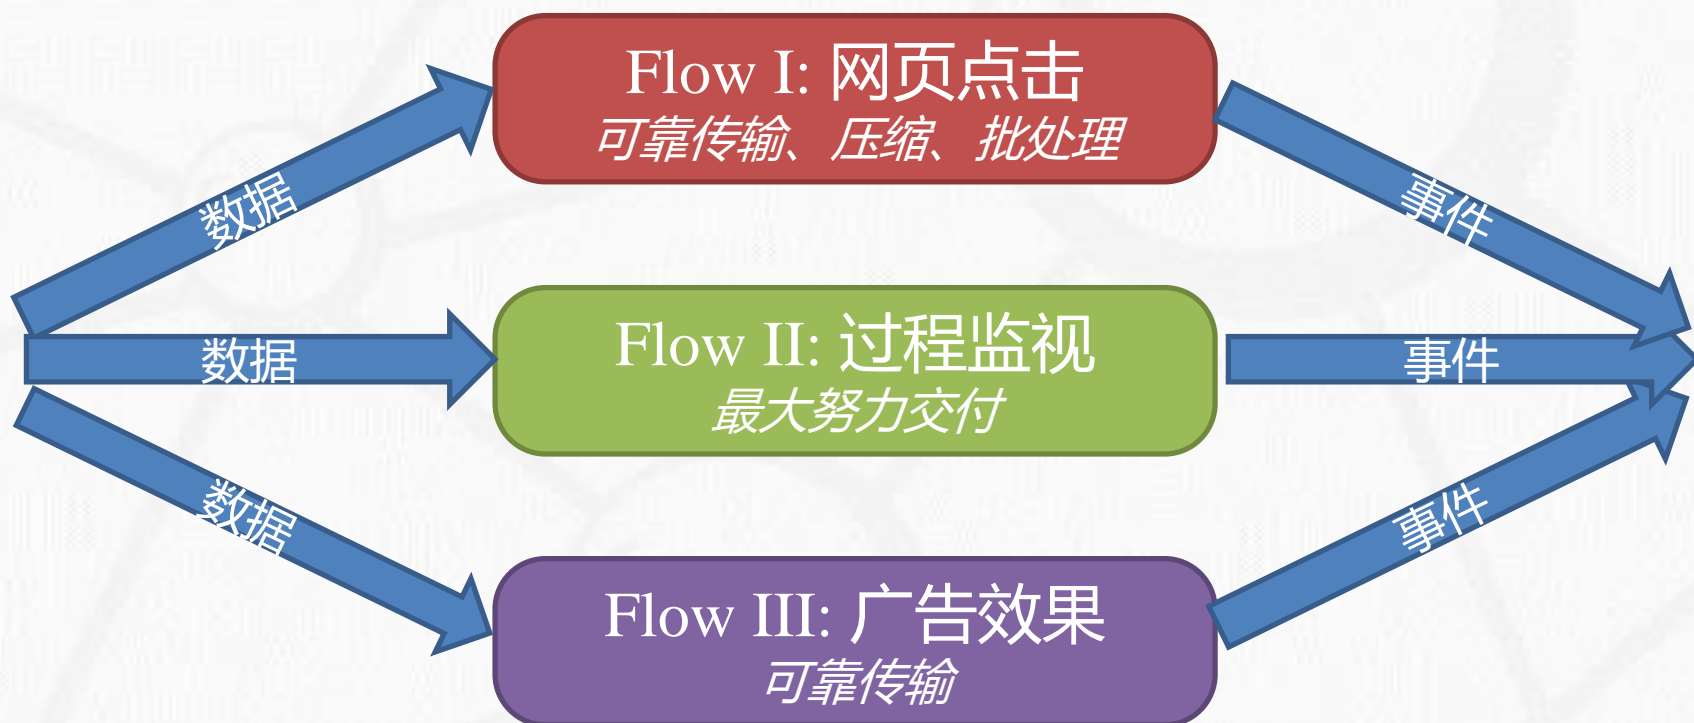 Flow I: 网页点击
可靠传输、压缩、批处理
数据
事件
Flow II: 过程监视
最大努力交付
数据
事件
Flow III: 广告效果
可靠传输
数据
事件